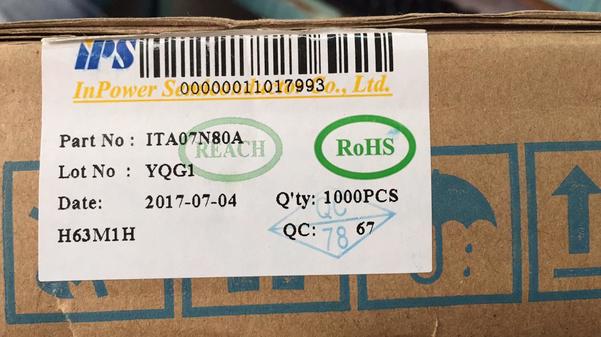 iPS
00000011017993
InPower Semiconductor Co., Ltd.
Part No : ITA07N80A
REACH
RoHS
Lot No : YQG1
Date: 2017-07-04 Q'ty: 1000PCS
H63M1H QC: 67
QC
78